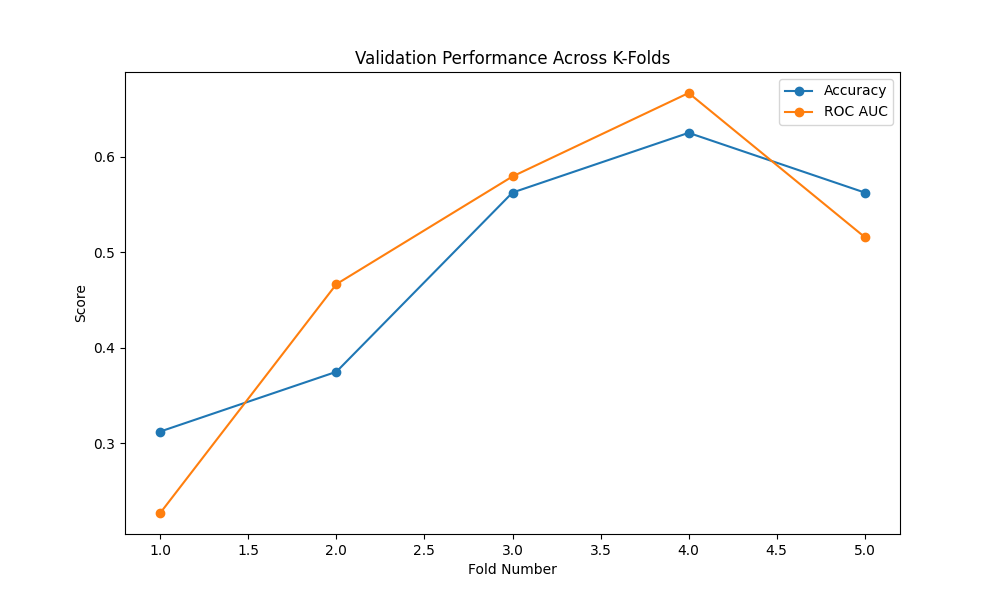 Validation Performance Across K-Folds
Accuracy
ROC AUC
0.6
0.5
0.4
0.3
Score
1.0 1.5 2.0 2.5 3.0 3.5 4.0 4.5 5.0
Fold Number